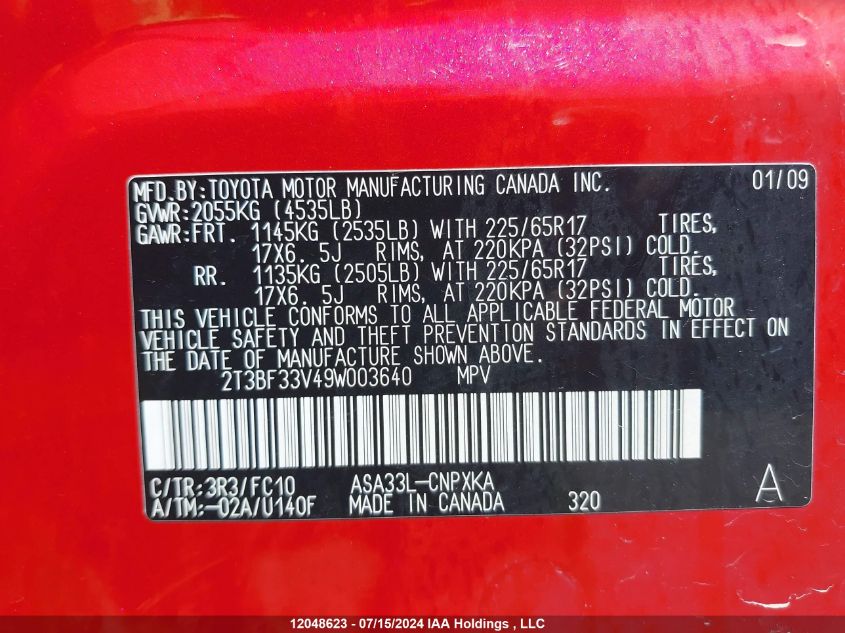 MFD.BY:TOYOTA MOTOR MANUFACTURING CANADA INC. 01/09
GVWR:2055KG (4535LB)
GAWR:FRT. 1145KG (2535LB) WITH 225/65R17 TIRES,
17X6. 5J RIMS, AT 220KPA (32PSI) COLD.
RR. 1135KG (2505LB) WITH 225/65R17 TIRES,
17X6. 5J RIMS, AT 220KPA (32PSI) COLD.
THIS VEHICLE CONFORMS TO ALL APPLICABLE FEDERAL MOTOR
VEHICLE SAFETY AND THEFT PREVENTION STANDARDS IN EFFECT ON
THE DATE OF MANUFACTURE SHOWN ABOVE.
2T3BF33V49W003640 MPV
C/TR:3R3/FC10 ASA33L-CNPXKA
A/TM:-02A/U140F MADE IN CANADA 320 A
12048623 - 07/15/2024 IAA Holdings , LLC